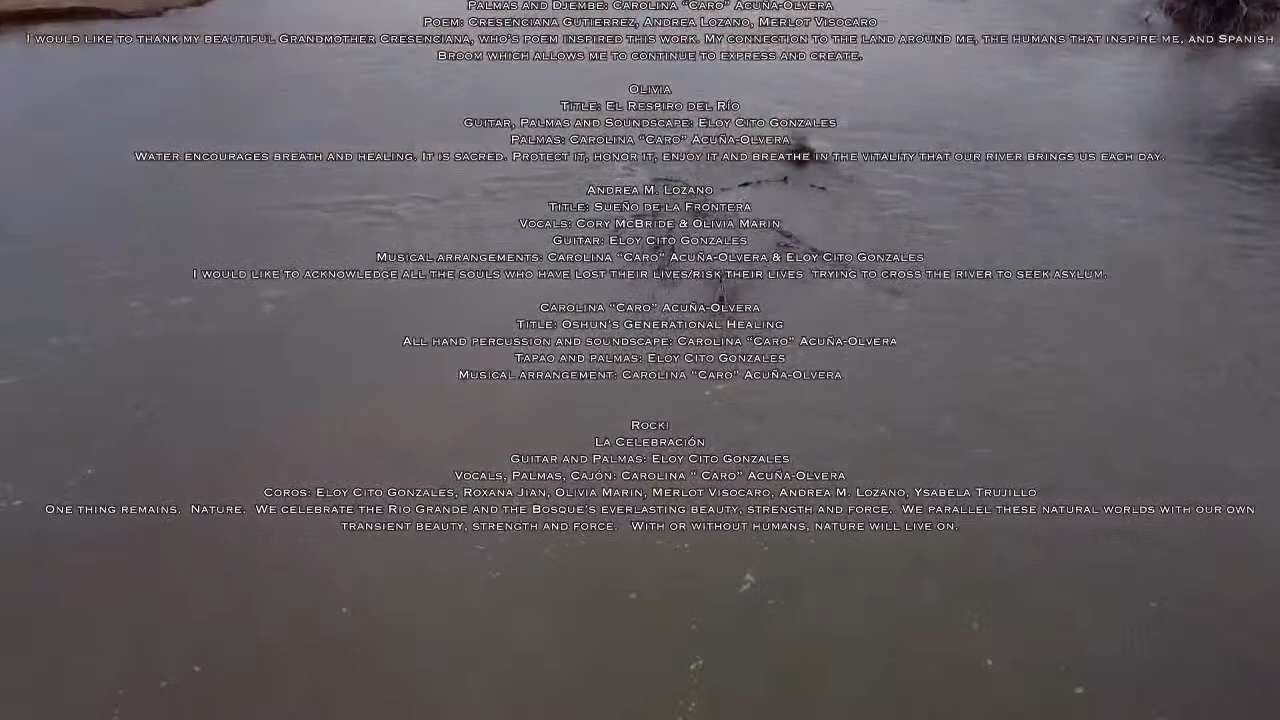 Palmas and Djembe: Carolina "Caro" Acuña-Olvera
Poem: Cresenciana Gutierrez, Andrea Lozano, Merlot Visocaro
I would like to thank my beautiful Grandmother Cresenciana, who's poem inspired this work. My connection to the land around me, the humans that inspire me, and Spanish
Broom which allows me to continue to express and create.
Olivia
Title: El Respiro del Río
Guitar, Palmas and Soundscape: Eloy Cito Gonzales
Palmas: Carolina "Caro" Acuña-Olvera
Water encourages breath and healing. It is sacred. Protect it, honor it, enjoy it and breathe in the vitality that our river brings us each day.
Andrea M. Lozano
Title: Sueño de la Frontera
Vocals: Cory McBride & Olivia Marin
Guitar: Eloy Cito Gonzales
Musical arrangements: Carolina "Caro" Acuña-Olvera & Eloy Cito Gonzales
I would like to acknowledge all the souls who have lost their lives/risk their lives trying to cross the river to seek asylum.
Carolina "Caro" Acuña-Olvera
Title: Oshun's Generational Healing
All hand percussion and soundscape: Carolina "Caro" Acuña-Olvera
Tapao and palmas: Eloy Cito Gonzales
Musical arrangement: Carolina "Caro" Acuña-Olvera
Rock!
La Celebración
Guitar and Palmas: Eloy Cito Gonzales
Vocals, Palmas, Cajón: Carolina " Caro" Acuña-Olvera
Coros: Eloy Cito Gonzales, Roxana Jian, Olivia Marin, Merlot Visocaro, Andrea M. Lozano, Ysabela Trujillo
One thing remains. Nature. We celebrate the Rio Grande and the Bosque's everlasting beauty, strength and force. We parallel these natural worlds with our own
transient beauty, strength and force. With or without humans, nature will live on.